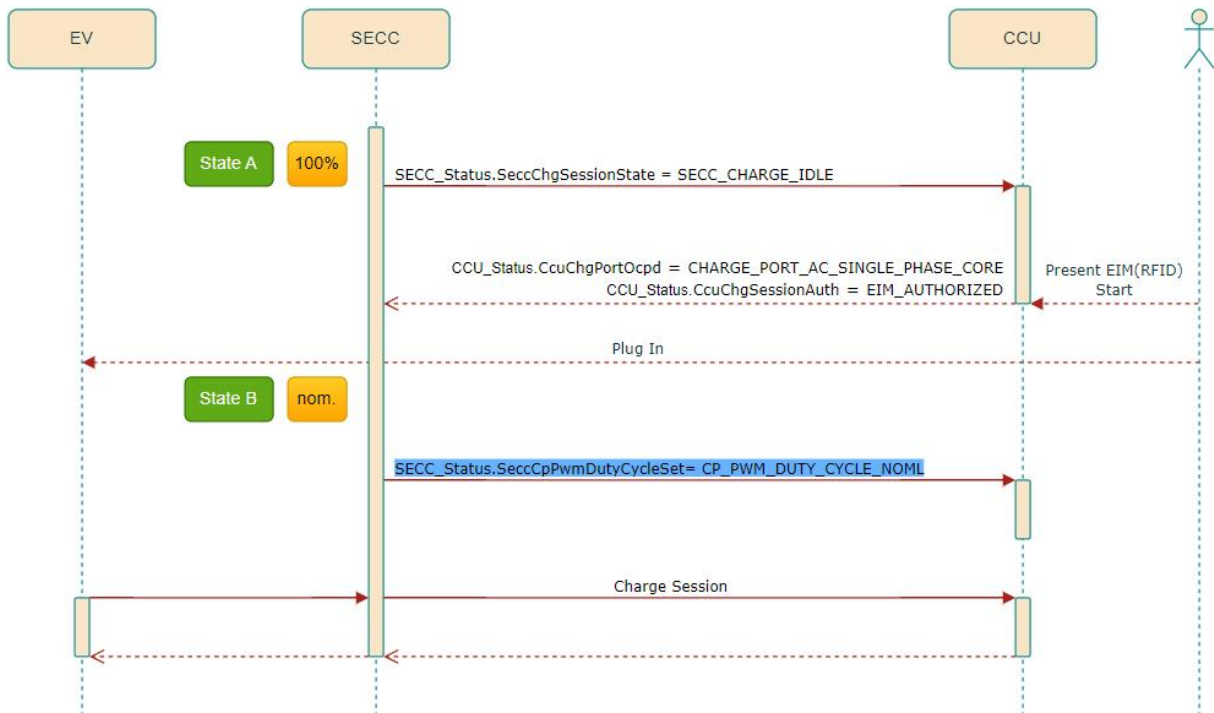 EV
SECC
CCU
State A
100%
SECC_Status.SeccChgSessionState = SECC_CHARGE_IDLE
CCU_Status.CcuChgPortOcpd = CHARGE_PORT_AC_SINGLE_PHASE_CORE
CCU_Status.CcuChgSessionAuth = EIM_AUTHORIZED
Present EIM(RFID)
Start
Plug In
State B
nom.
SECC_Status.SeccCpPwmDutyCycleSet= CP_PWM_DUTY_CYCLE_NOML
Charge Session